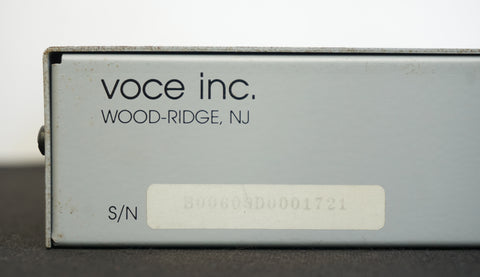 voce inc.
WOOD-RIDGE, NJ
S/N B00609D0001721